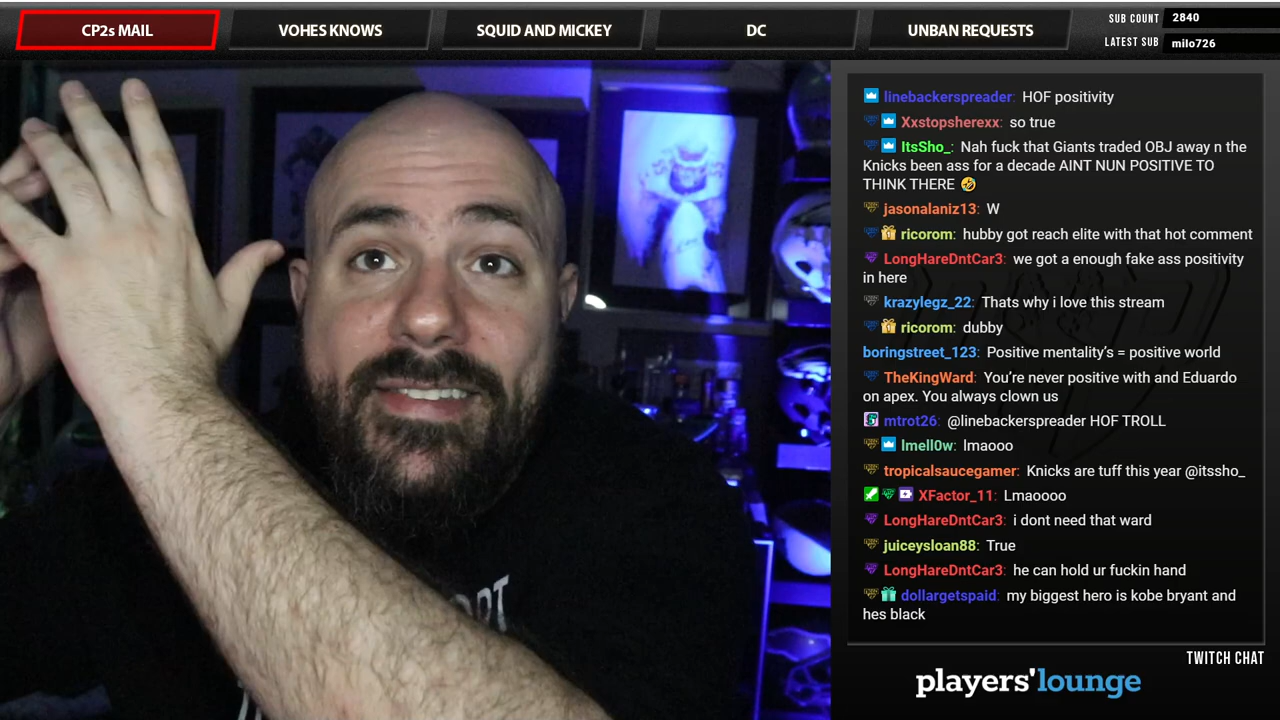 CP2s MAIL
VOHES KNOWS
SQUID AND MICKEY
DC
UNBAN REQUESTS
SUB COUNT 2840
LATEST SUB milo726
linebackerspreader: HOF positivity
Xxstopsherexx: so true
ItsSho_: Nah fuck that Giants traded OBJ away n the
Knicks been ass for a decade AINT NUN POSITIVE TO
THINK THERE 🤣
jasonalaniz13: W
ricorom: hubby got reach elite with that hot comment
LongHareDntCar3: we got a enough fake ass positivity
in here
krazylegz_22: Thats why i love this stream
ricorom: dubby
boringstreet_123: Positive mentality's = positive world
TheKingWard: You're never positive with and Eduardo
on apex. You always clown us
mtrot26: @linebackerspreader HOF TROLL
lmell0w: lmaooo
tropicalsaucegamer: Knicks are tuff this year @itssho_
XFactor_11: Lmaoooo
LongHareDntCar3: i dont need that ward
juiceysloan88: True
LongHareDntCar3: he can hold ur fuckin hand
dollargetspaid: my biggest hero is kobe bryant and
hes black
TWITCH CHAT
players'lounge